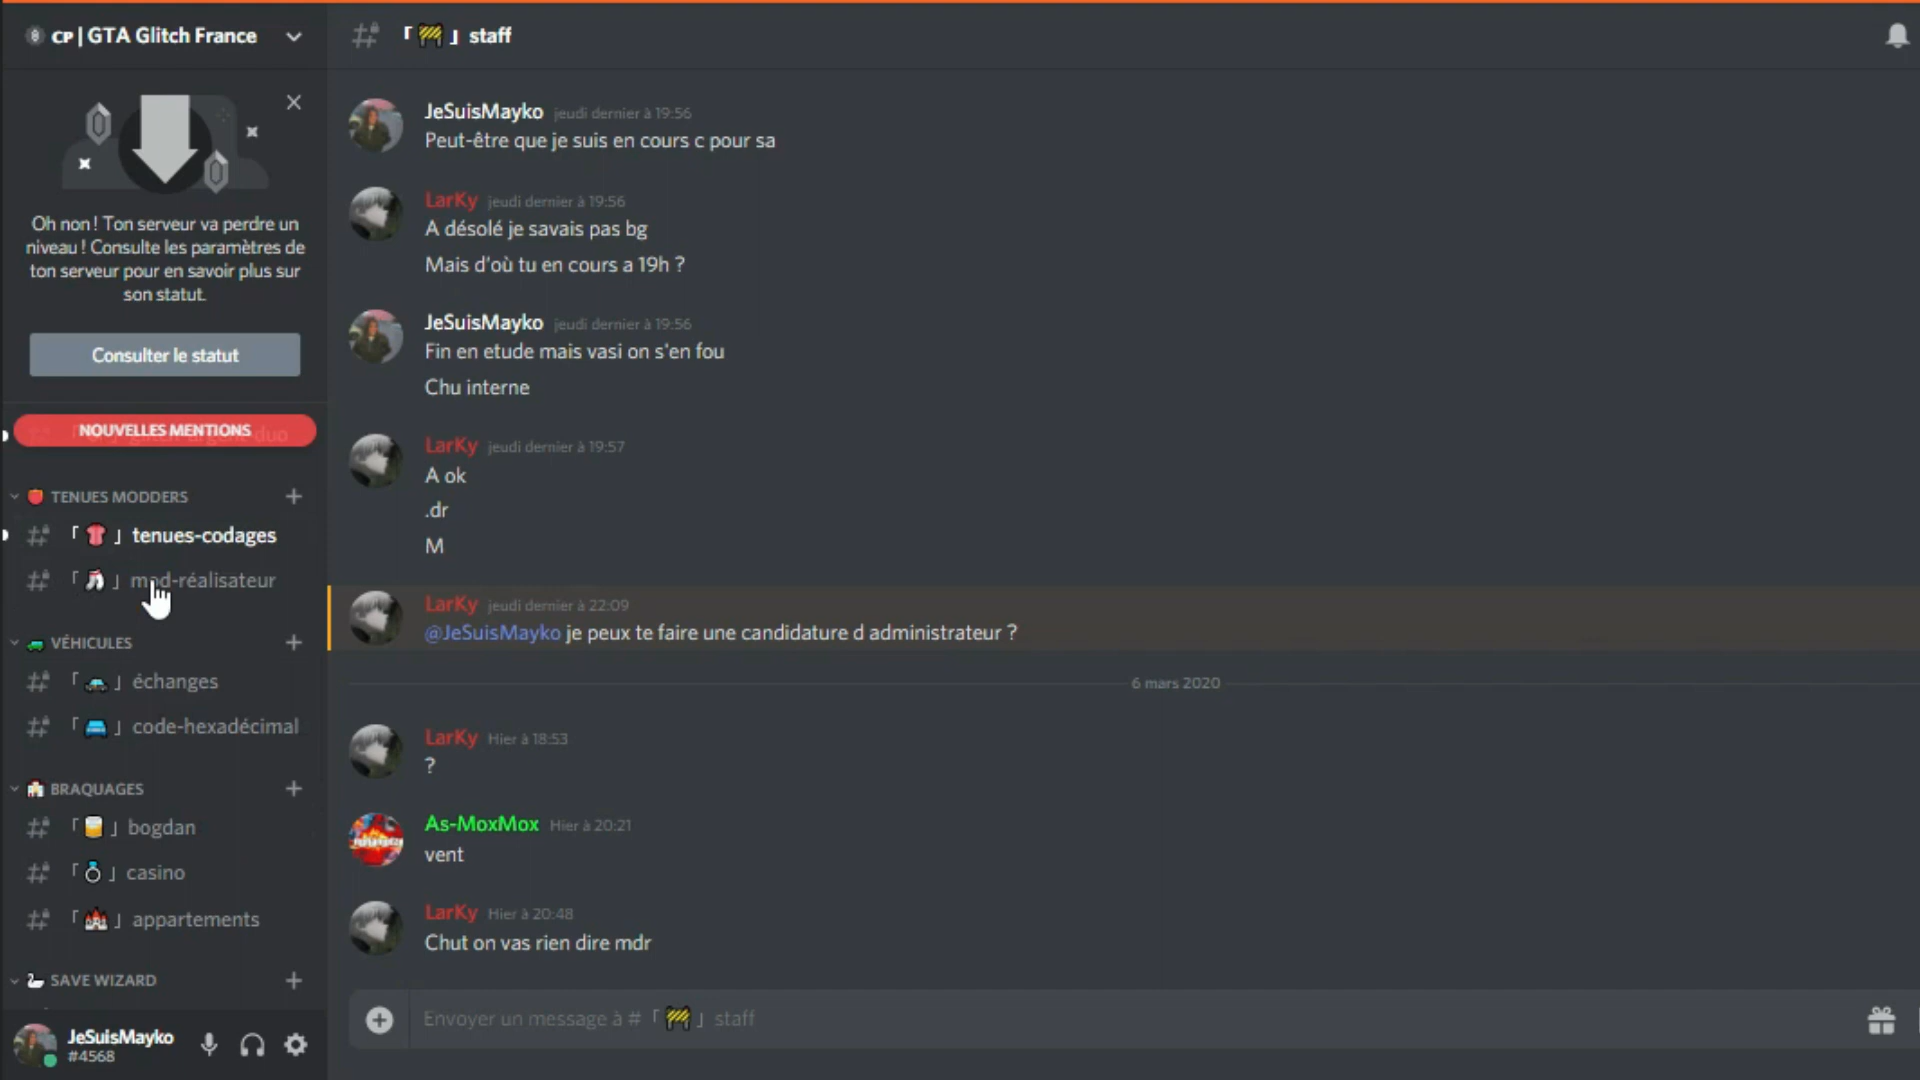 CP | GTA Glitch France
Oh non ! Ton serveur va perdre un
niveau ! Consulte les paramètres de
ton serveur pour en savoir plus sur
son statut.
Consulter le statut
NOUVELLES MENTIONS
TENUES MODDERS
「👚」tenues-codages
「🧦」mod-réalisateur
VÉHICULES
「🚓」échanges
「🚘」code-hexadécimal
BRAQUAGES
「🥃」bogdan
「💍」casino
「🏰」appartements
SAVE WIZARD
JeSuisMayko
#4568
「🚧」staff
JeSuisMayko jeudi dernier à 19:56
Peut-être que je suis en cours c pour sa
LarKy jeudi dernier à 19:56
A désolé je savais pas bg
Mais d'où tu en cours a 19h ?
JeSuisMayko jeudi dernier à 19:56
Fin en etude mais vasi on s'en fou
Chu interne
LarKy jeudi dernier à 19:57
A ok
.dr
M
LarKy jeudi dernier à 22:09
@JeSuisMayko je peux te faire une candidature d administrateur ?
6 mars 2020
LarKy Hier à 18:53
?
As-MoxMox Hier à 20:21
vent
LarKy Hier à 20:48
Chut on vas rien dire mdr
Envoyer un message à #「🚧」staff